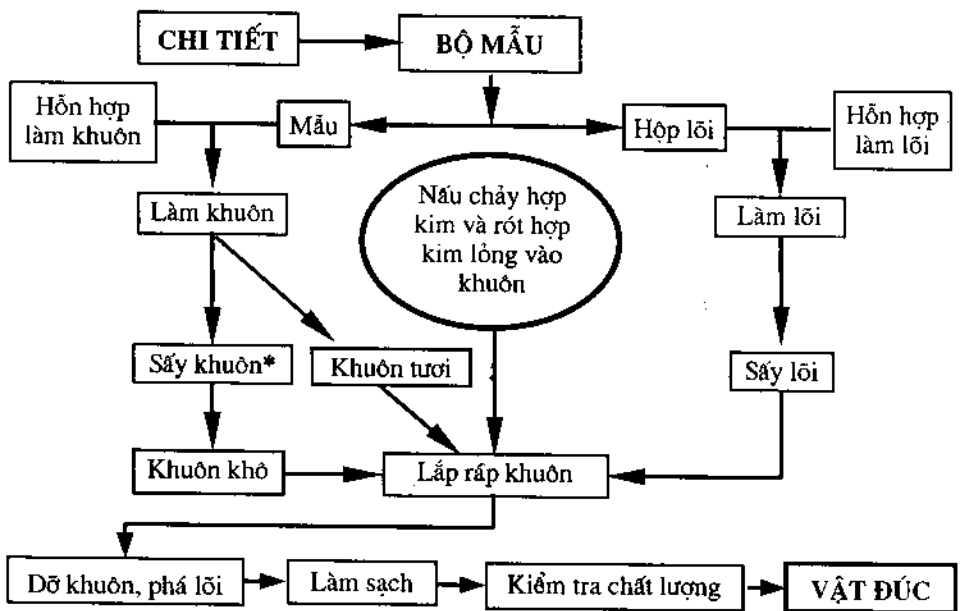 CHI TIẾT
BỘ MẪU
Hỗn hợp
làm khuôn
Mẫu
Hộp lõi
Hỗn hợp
làm lõi
Làm khuôn
Nấu chảy hợp
kim và rót hợp
kim lỏng vào
khuôn
Làm lõi
Sấy khuôn*
Khuôn tươi
Sấy lõi
Khuôn khô
Lắp ráp khuôn
Dỡ khuôn, phá lõi
Làm sạch
Kiểm tra chất lượng
VẬT ĐÚC